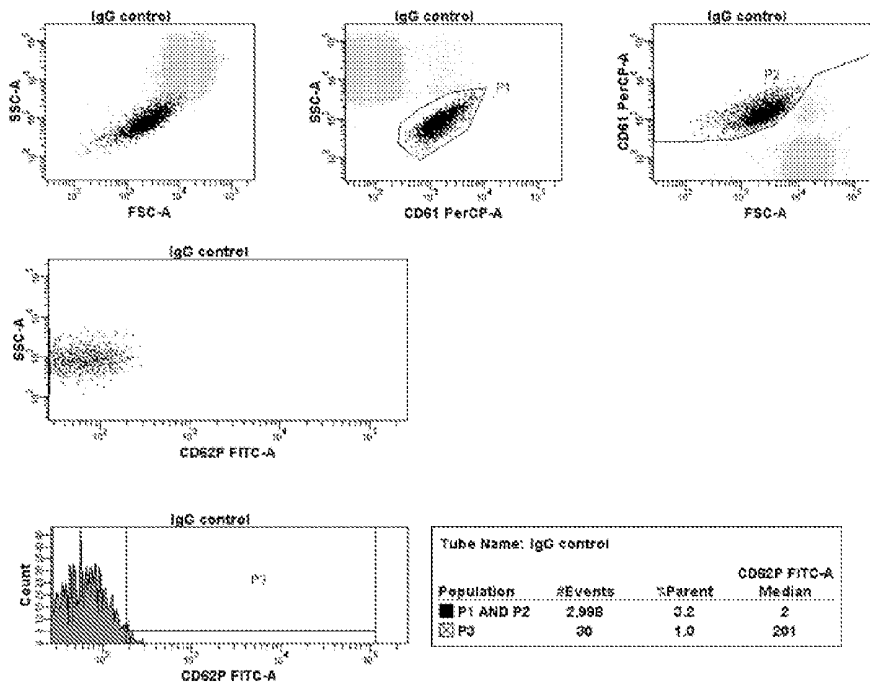 IgG control
IgG control
IgG control
SSC-A
FSC-A
SSC-A
P1
CD61 PerCP-A
CD61 PerCP-A
P2
FSC-A
IgG control
SSC-A
CD62P FITC-A
IgG control
Count
P3
CD62P FITC-A
Tube Name: IgG control
CD62P FITC-A
Population #Events %Parent Median
P1 AND P2 2,998 3.2 2
P3 30 1.0 201